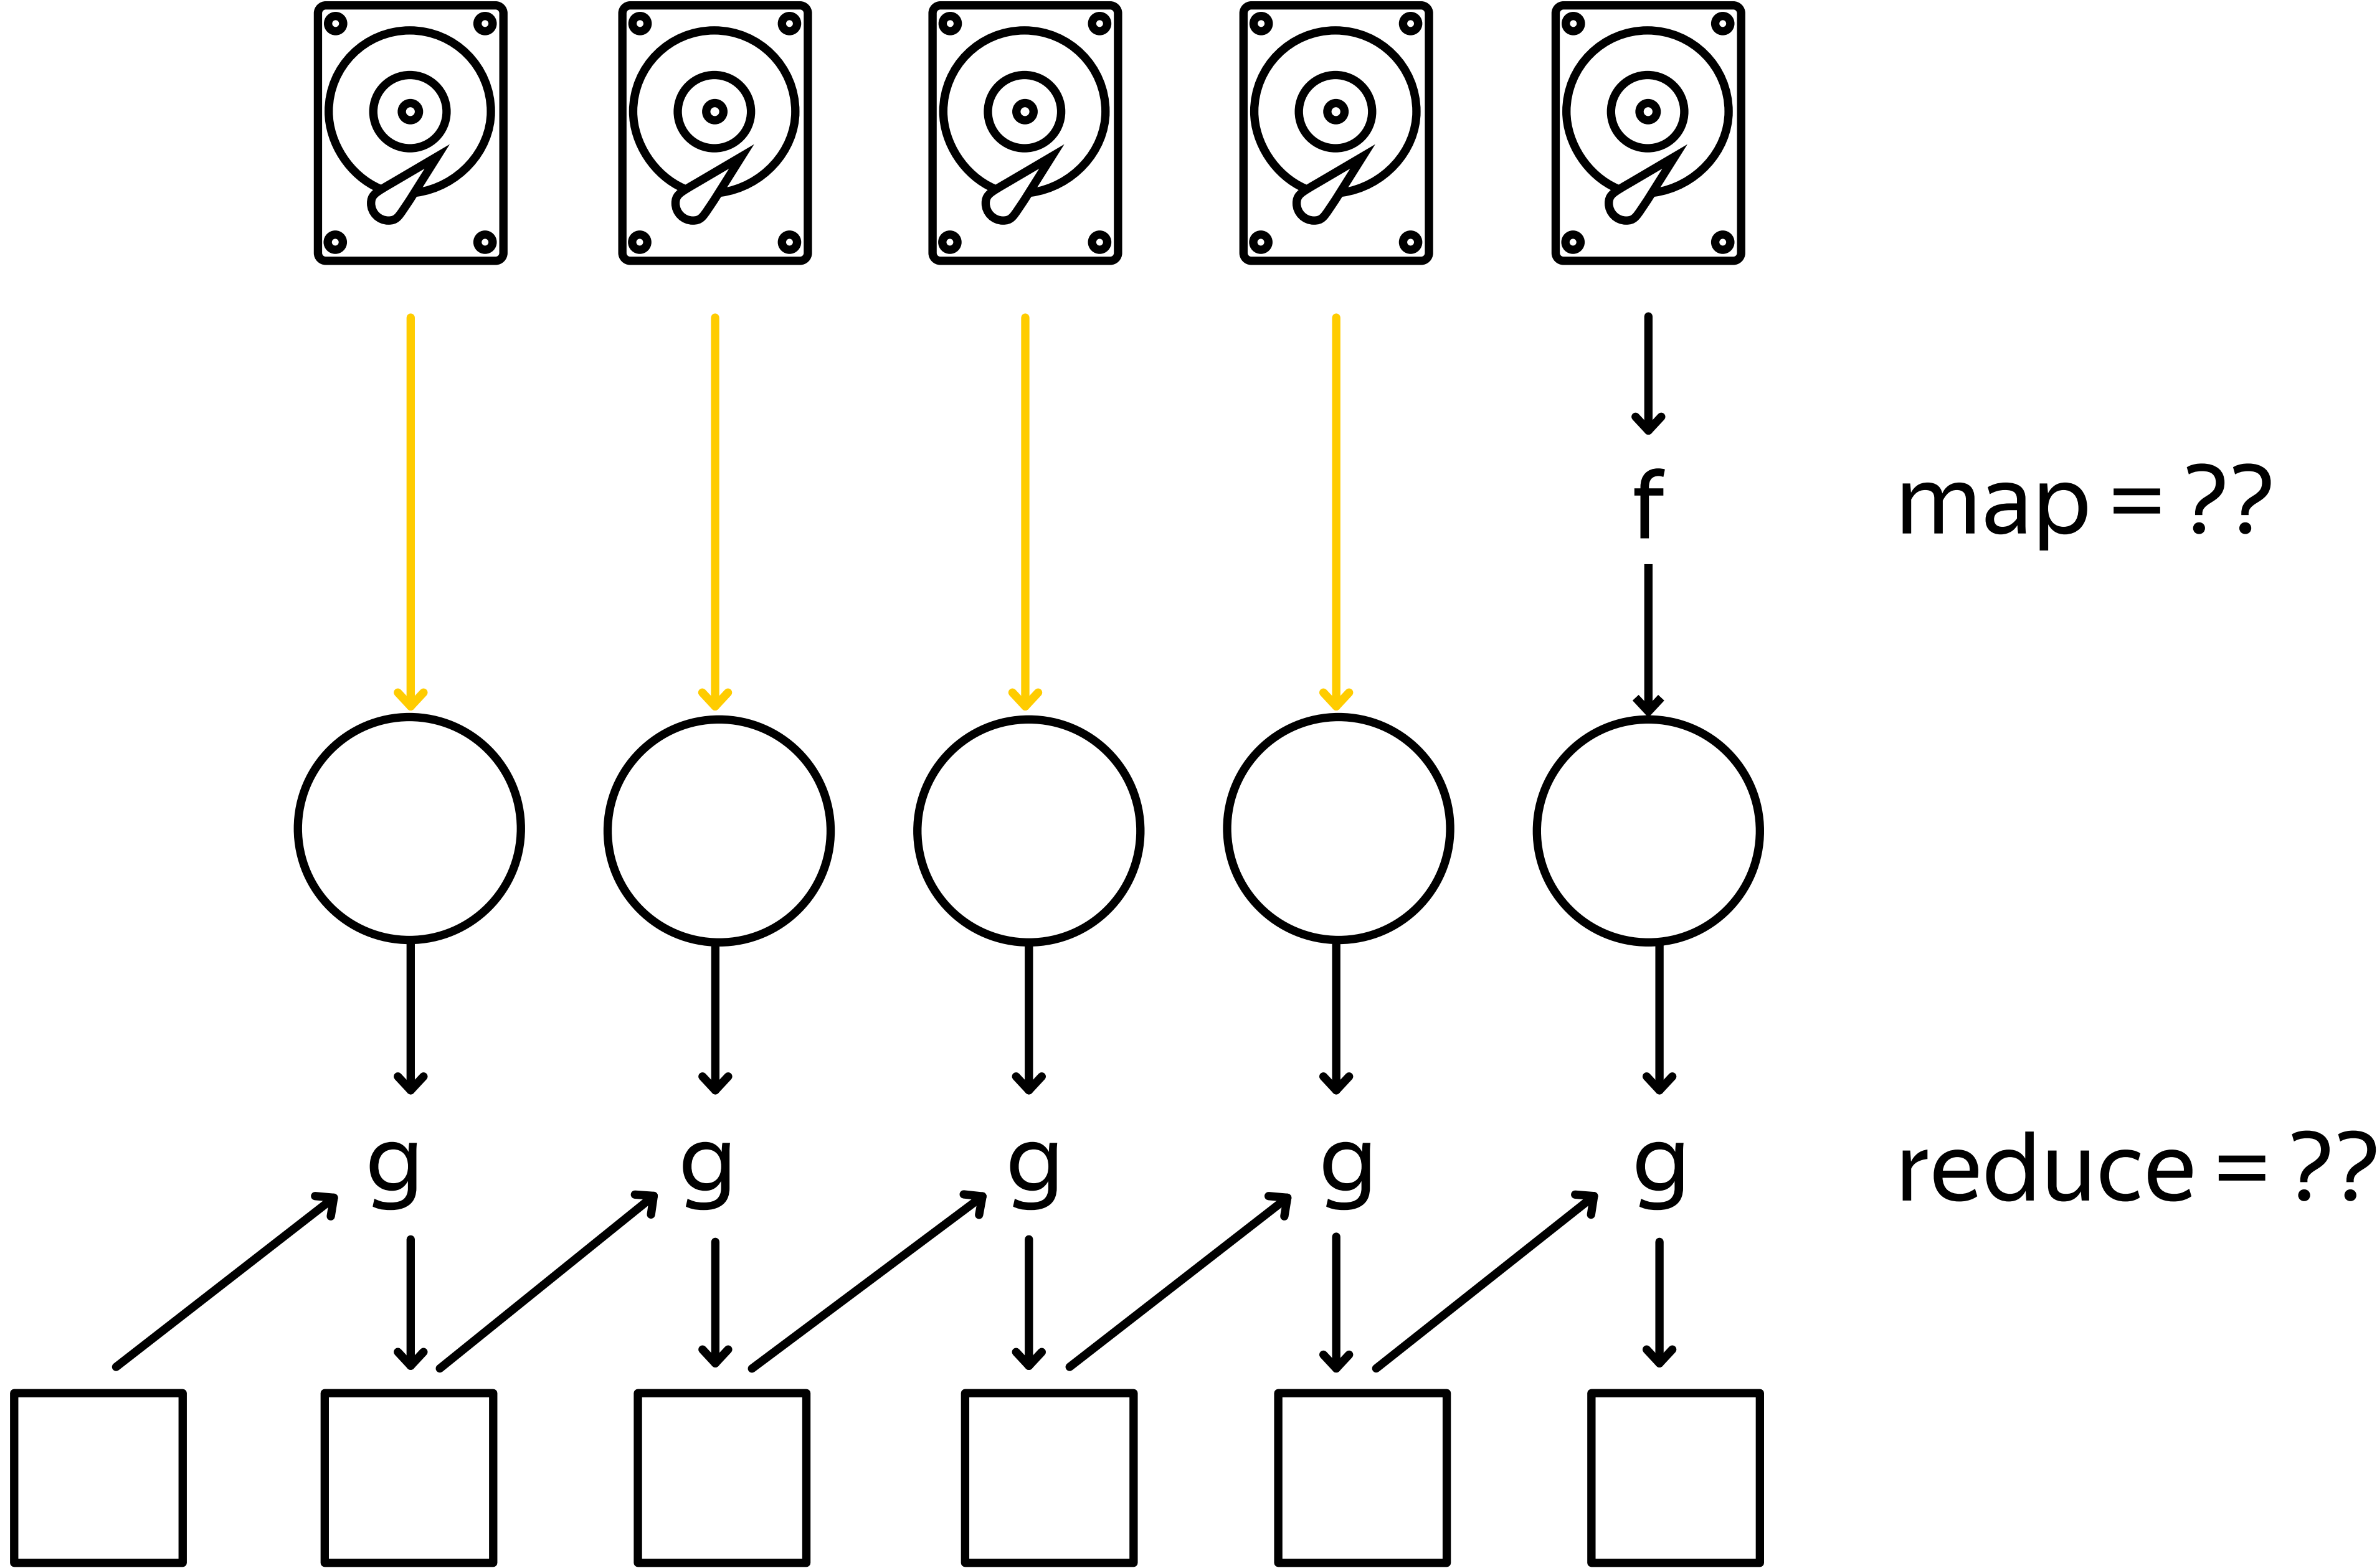 f map = ??
g g g g g reduce = ??